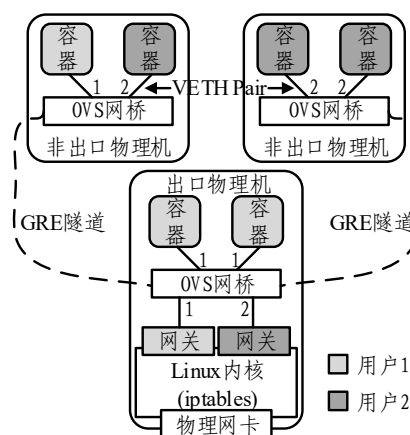 容器
容器
容器
容器
1
2
VETH Pair
2
2
OVS网桥
OVS网桥
非出口物理机
非出口物理机
出口物理机
容器
容器
GRE隧道
GRE隧道
1
1
OVS网桥
1
2
网关
网关
Linux内核
(iptables)
物理网卡
用户1
用户2